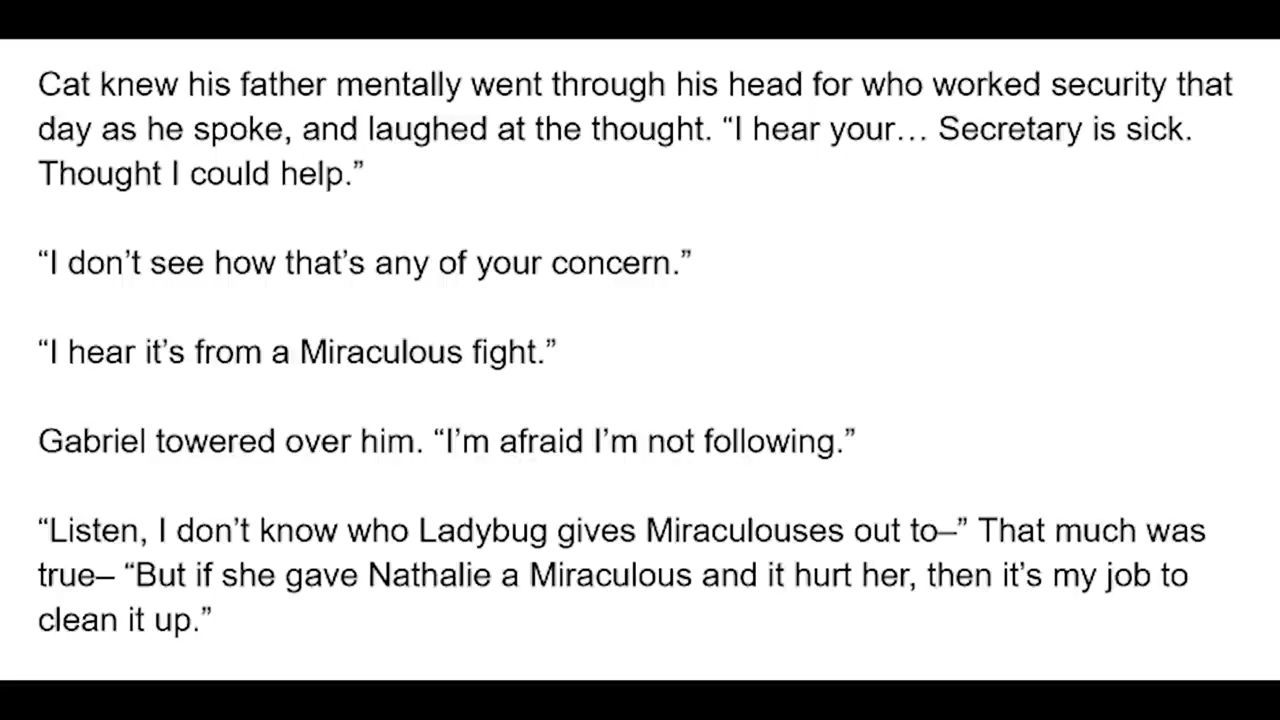 Cat knew his father mentally went through his head for who worked security that
day as he spoke, and laughed at the thought. “I hear your… Secretary is sick.
Thought I could help.”
“I don’t see how that’s any of your concern.”
“I hear it’s from a Miraculous fight.”
Gabriel towered over him. “I’m afraid I’m not following.”
“Listen, I don’t know who Ladybug gives Miraculouses out to–” That much was
true– “But if she gave Nathalie a Miraculous and it hurt her, then it’s my job to
clean it up.”